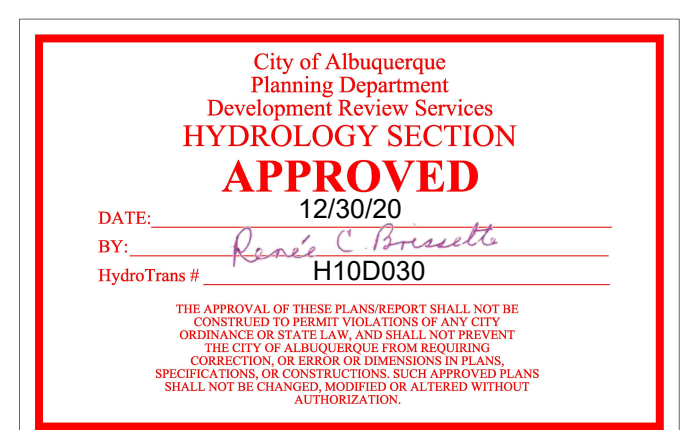 City of Albuquerque
Planning Department
Development Review Services
HYDROLOGY SECTION
APPROVED
DATE: 12/30/20
BY: Renée C. Brissette
HydroTrans # H10D030
THE APPROVAL OF THESE PLANS/REPORT SHALL NOT BE
CONSTRUED TO PERMIT VIOLATIONS OF ANY CITY
ORDINANCE OR STATE LAW, AND SHALL NOT PREVENT
THE CITY OF ALBUQUERQUE FROM REQUIRING
CORRECTION, OR ERROR OR DIMENSIONS IN PLANS,
SPECIFICATIONS, OR CONSTRUCTIONS. SUCH APPROVED PLANS
SHALL NOT BE CHANGED, MODIFIED OR ALTERED WITHOUT
AUTHORIZATION.